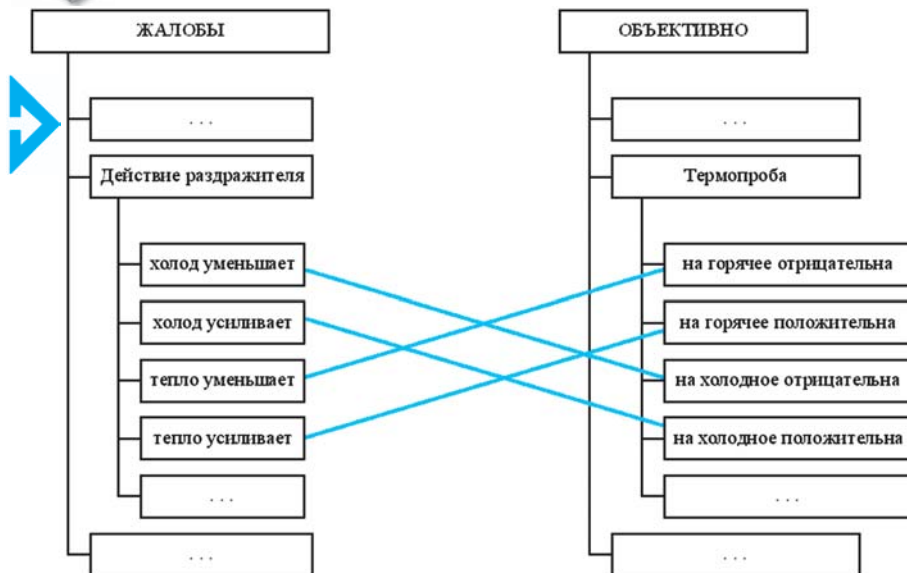 ЖАЛОБЫ
. . .
Действие раздражителя
холод уменьшает
холод усиливает
тепло уменьшает
тепло усиливает
. . .
. . .
ОБЪЕКТИВНО
. . .
Термопроба
на горячее отрицательна
на горячее положительна
на холодное отрицательна
на холодное положительна
. . .
. . .